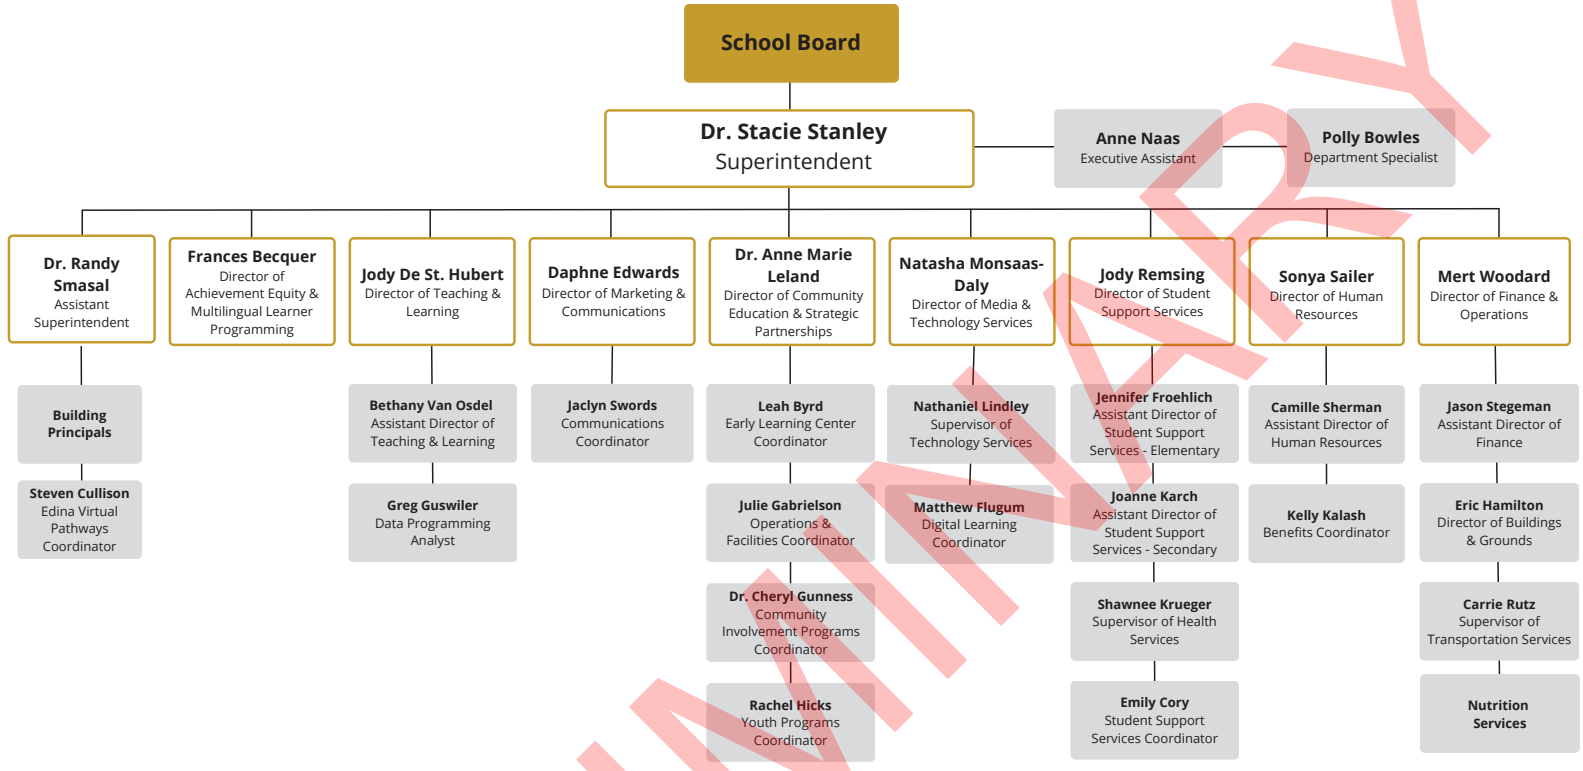 School Board
Dr. Stacie Stanley
Superintendent
Anne Naas
Executive Assistant
Polly Bowles
Department Specialist
Dr. Randy
Smasal
Assistant
Superintendent
Frances Becquer
Director of
Achievement Equity &
Multilingual Learner
Programming
Jody De St. Hubert
Director of Teaching &
Learning
Daphne Edwards
Director of Marketing &
Communications
Dr. Anne Marie
Leland
Director of Community
Education & Strategic
Partnerships
Natasha Monsaas-
Daly
Director of Media &
Technology Services
Jody Remsing
Director of Student
Support Services
Sonya Sailer
Director of Human
Resources
Mert Woodard
Director of Finance &
Operations
Building
Principals
Steven Cullison
Edina Virtual
Pathways
Coordinator
Bethany Van Osdel
Assistant Director of
Teaching & Learning
Greg Guswiler
Data Programming
Analyst
Jaclyn Swords
Communications
Coordinator
Leah Byrd
Early Learning Center
Coordinator
Julie Gabrielson
Operations &
Facilities Coordinator
Dr. Cheryl Gunness
Community
Involvement Programs
Coordinator
Rachel Hicks
Youth Programs
Coordinator
Nathaniel Lindley
Supervisor of
Technology Services
Matthew Flugum
Digital Learning
Coordinator
Jennifer Froehlich
Assistant Director of
Student Support
Services - Elementary
Joanne Karch
Assistant Director of
Student Support
Services - Secondary
Shawnee Krueger
Supervisor of Health
Services
Emily Cory
Student Support
Services Coordinator
Camille Sherman
Assistant Director of
Human Resources
Kelly Kalash
Benefits Coordinator
Jason Stegeman
Assistant Director of
Finance
Eric Hamilton
Director of Buildings
& Grounds
Carrie Rutz
Supervisor of
Transportation Services
Nutrition
Services
IMINARY